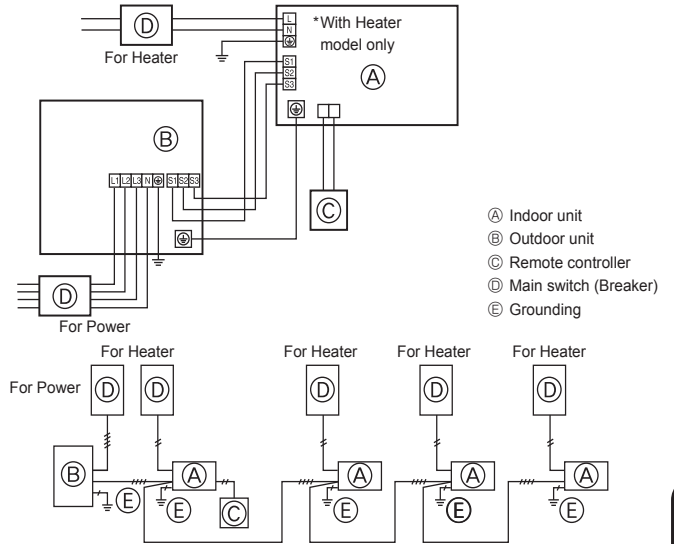 Ⓓ
For Heater
L
N
S1
S2
S3
*With Heater
model only
Ⓐ
Ⓑ
L1 L2 L3 N S1 S2 S3
Ⓒ
Ⓓ
For Power
Ⓐ Indoor unit
Ⓑ Outdoor unit
Ⓒ Remote controller
Ⓓ Main switch (Breaker)
Ⓔ Grounding
For Heater For Heater For Heater For Heater
For Power Ⓓ Ⓓ Ⓓ Ⓓ Ⓓ
Ⓑ Ⓐ Ⓐ Ⓐ Ⓐ
Ⓔ Ⓔ Ⓒ Ⓔ Ⓔ Ⓔ